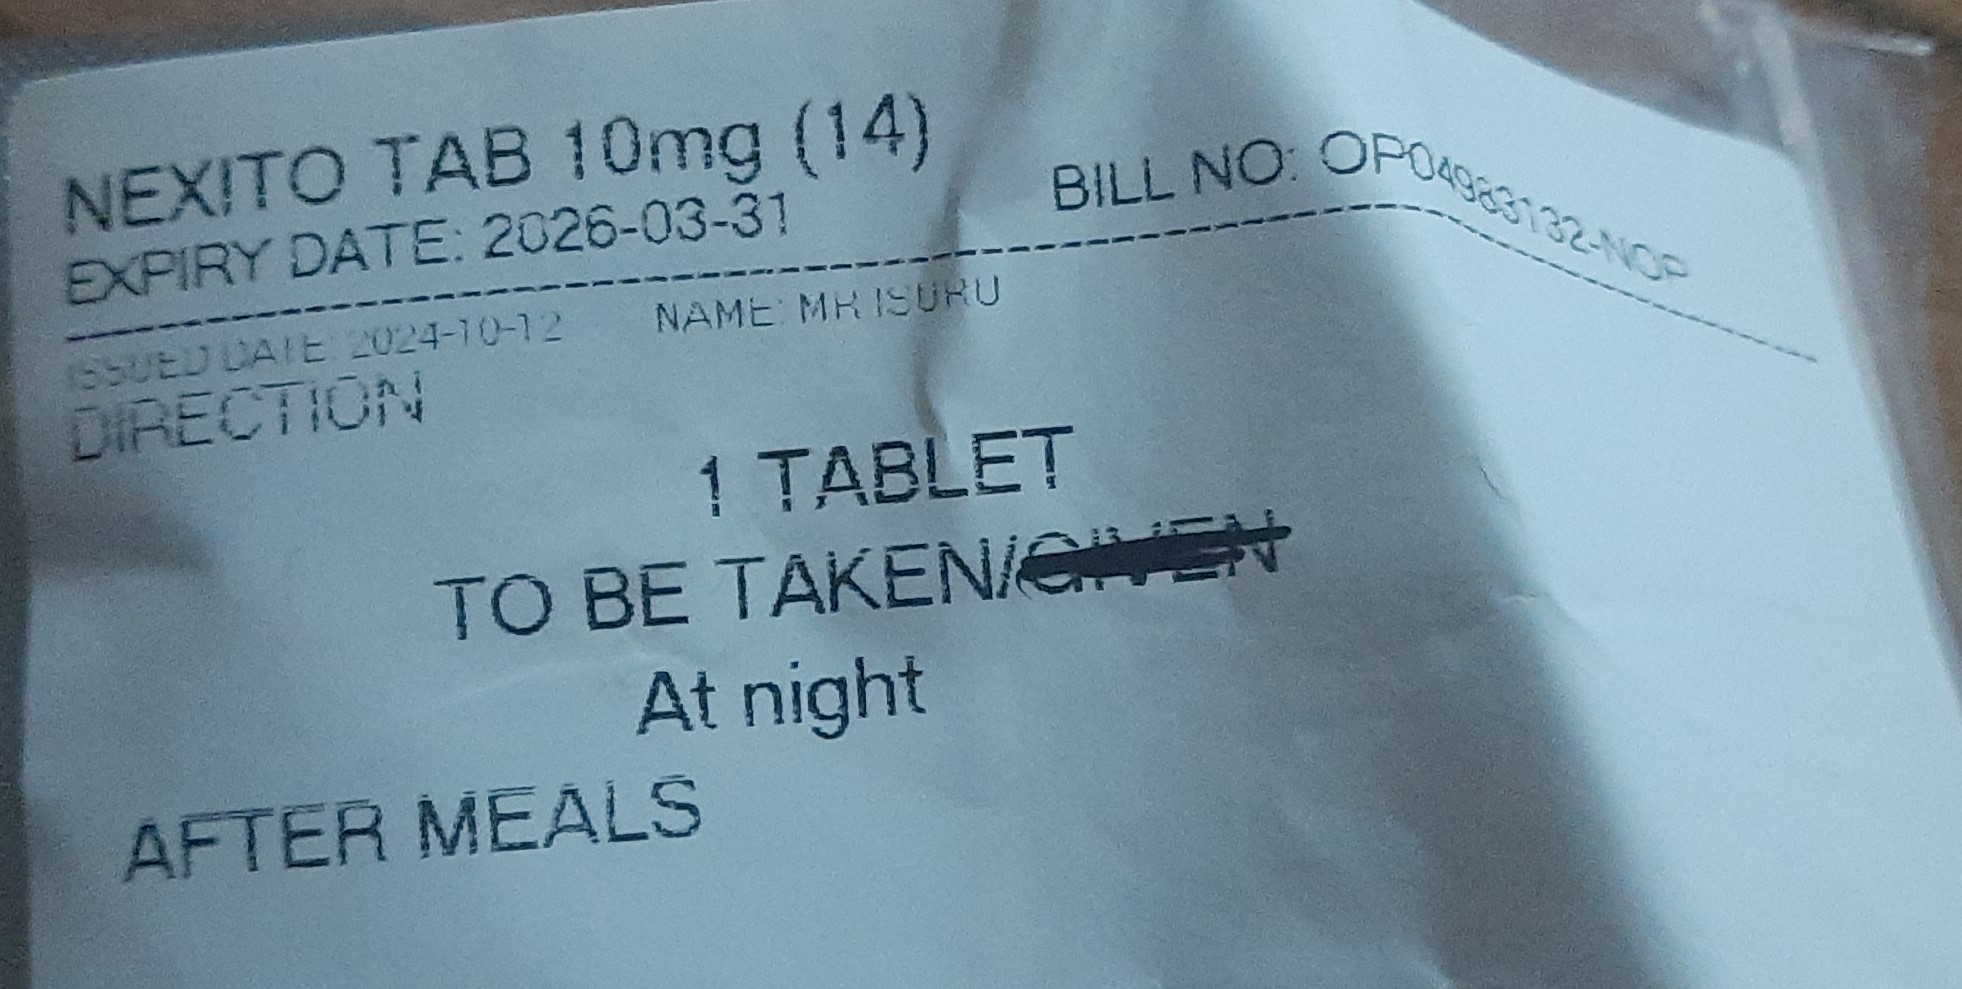 NEXITO TAB 10mg (14)
EXPIRY DATE: 2026-03-31
BILL NO: OP04983132-NOP
ISSUED DATE: 2024-10-12 NAME: MR ISURU
DIRECTION
1 TABLET
TO BE TAKEN/GIVEN
At night
AFTER MEALS